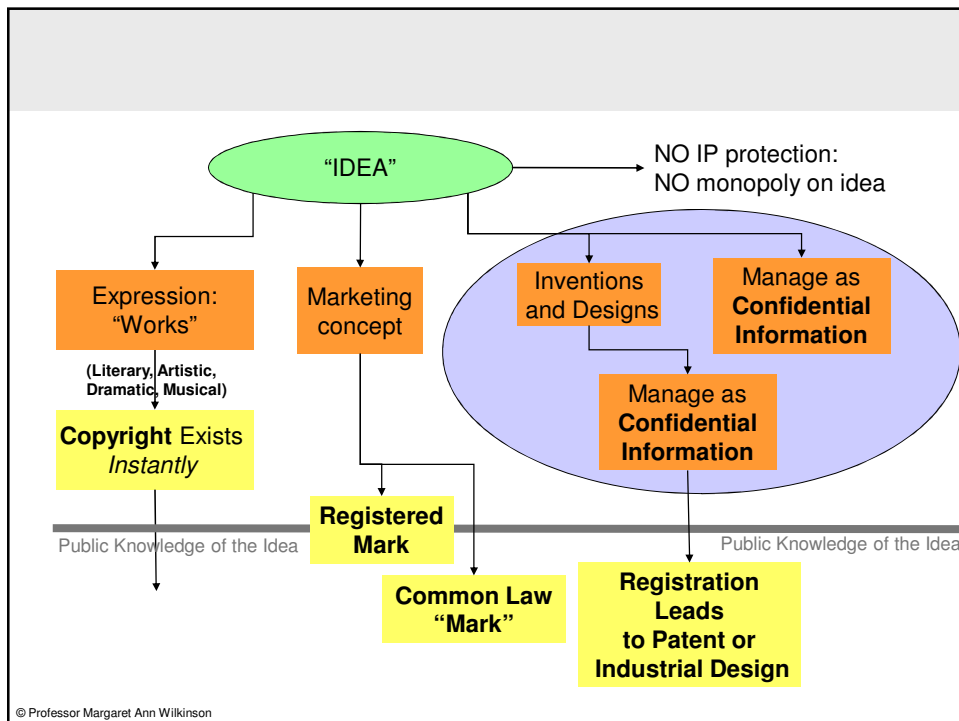 “IDEA”
NO IP protection:
NO monopoly on idea
Expression:
“Works”
Marketing
concept
Inventions
and Designs
Manage as
Confidential
Information
(Literary, Artistic,
Dramatic, Musical)
Manage as
Confidential
Information
Copyright Exists
Instantly
Registered
Mark
Public Knowledge of the Idea
Public Knowledge of the Idea
Common Law
“Mark”
Registration
Leads
to Patent or
Industrial Design
© Professor Margaret Ann Wilkinson